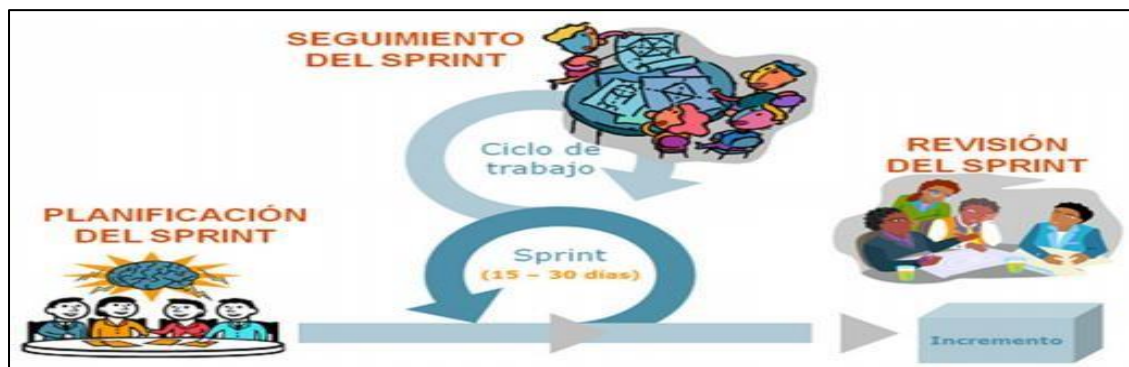 SEGUIMIENTO
DEL SPRINT
Ciclo de
trabajo
REVISIÓN
DEL SPRINT
PLANIFICACIÓN
DEL SPRINT
Sprint
(15 – 30 días)
Incremento